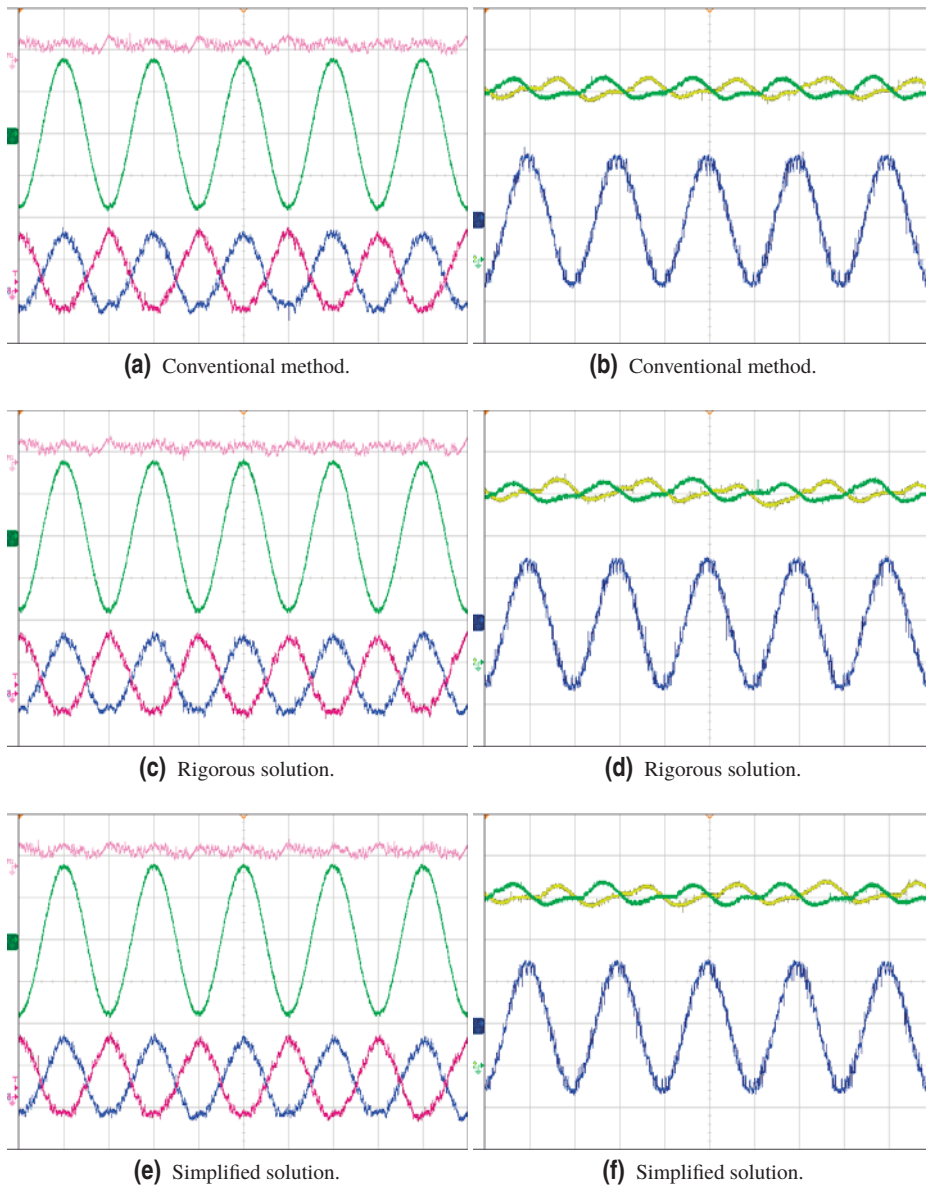 (a) Conventional method.
(b) Conventional method.
(c) Rigorous solution.
(d) Rigorous solution.
(e) Simplified solution.
(f) Simplified solution.